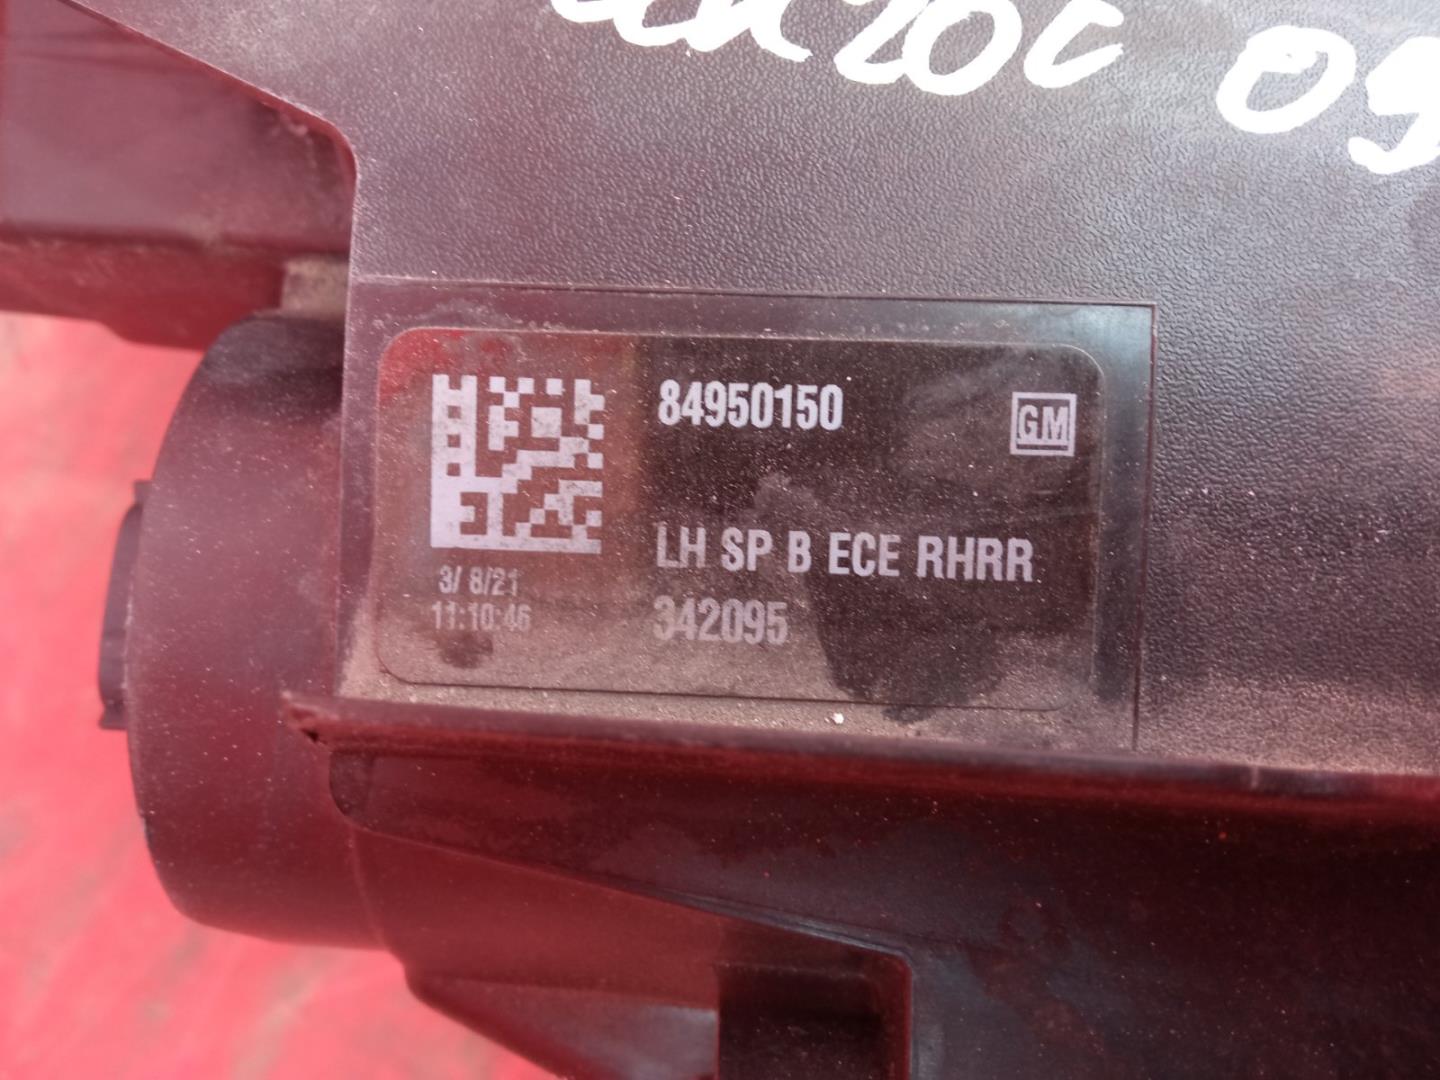 84950150
GM
LH SP B ECE RHRR
342095
3/ 8/21
11:10:46